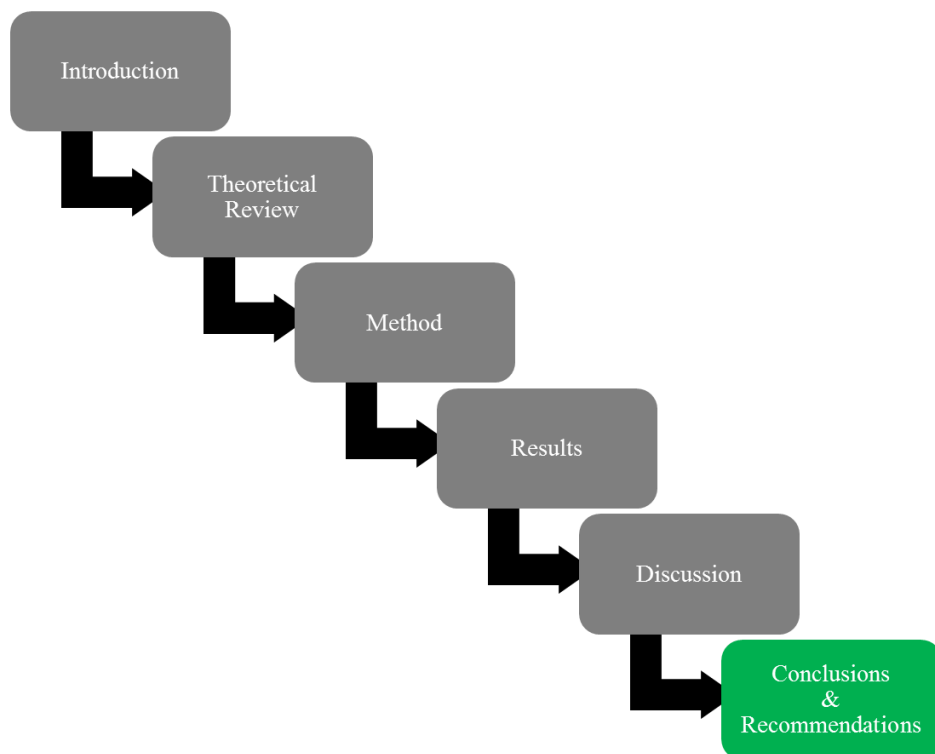 Introduction
Theoretical
Review
Method
Results
Discussion
Conclusions
&
Recommendations